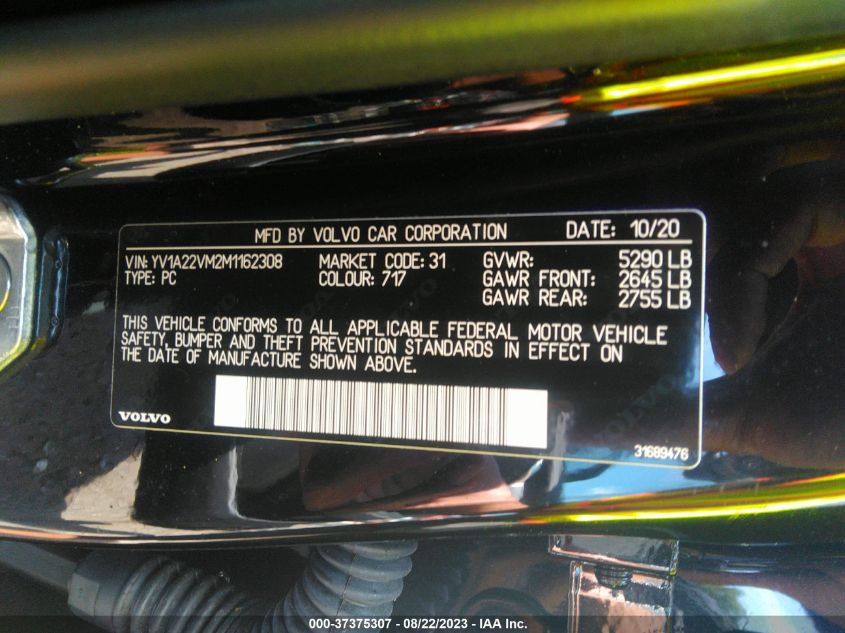 MFD BY VOLVO CAR CORPORATION DATE: 10/20
VIN: YV1A22VM2M1162308 MARKET CODE: 31 GVWR: 5290 LB
TYPE: PC COLOUR: 717 GAWR FRONT: 2645 LB
GAWR REAR: 2755 LB
THIS VEHICLE CONFORMS TO ALL APPLICABLE FEDERAL MOTOR VEHICLE
SAFETY, BUMPER AND THEFT PREVENTION STANDARDS IN EFFECT ON
THE DATE OF MANUFACTURE SHOWN ABOVE.
VOLVO
31689476
000-37375307 - 08/22/2023 - IAA Inc.